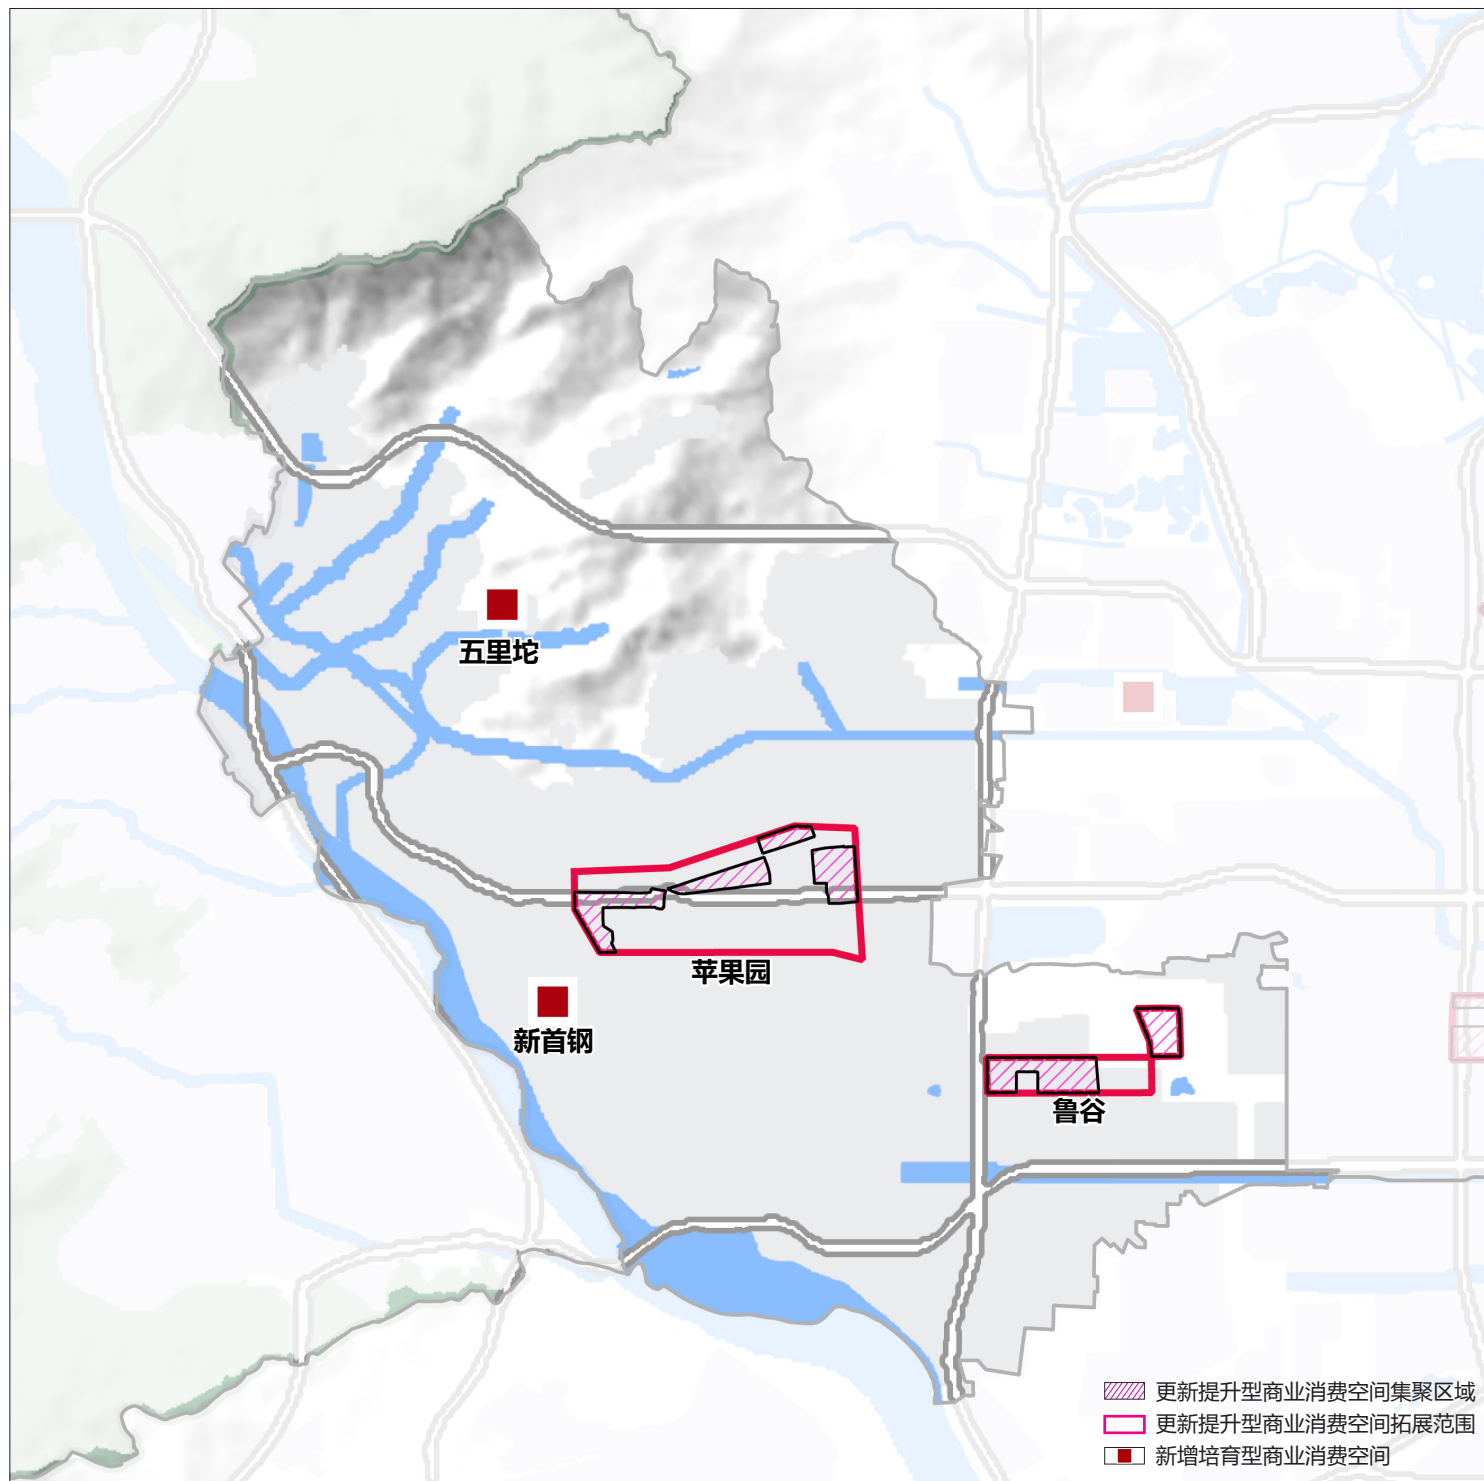 五里坨
苹果园
新首钢
鲁谷
更新提升型商业消费空间集聚区域
更新提升型商业消费空间拓展范围
新增培育型商业消费空间